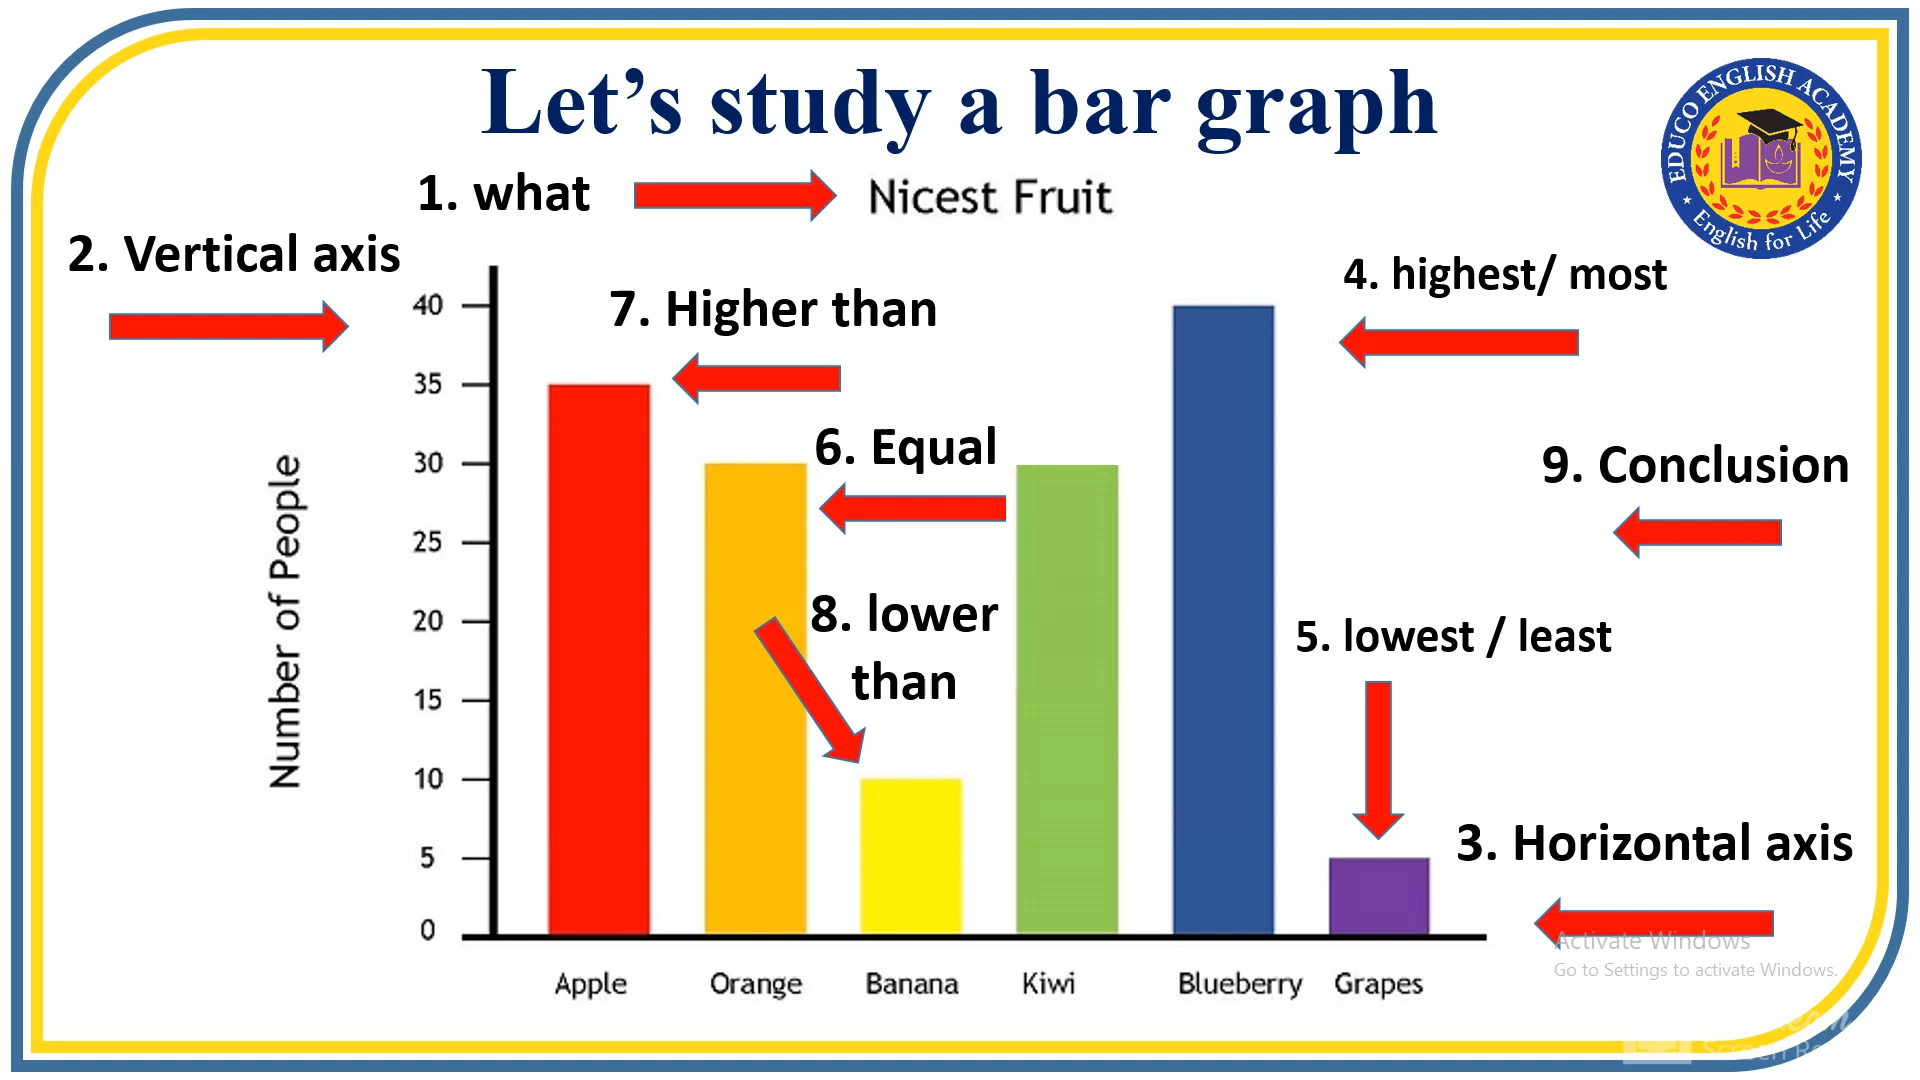 Let’s study a bar graph
EDUCO ENGLISH ACADEMY
English for Life
1. what
Nicest Fruit
2. Vertical axis
4. highest/ most
7. Higher than
6. Equal
9. Conclusion
8. lower
than
5. lowest / least
3. Horizontal axis
Number of People
40
35
30
25
20
15
10
5
0
Apple
Orange
Banana
Kiwi
Blueberry
Grapes
Activate Windows
Go to Settings to activate Windows.
Screen